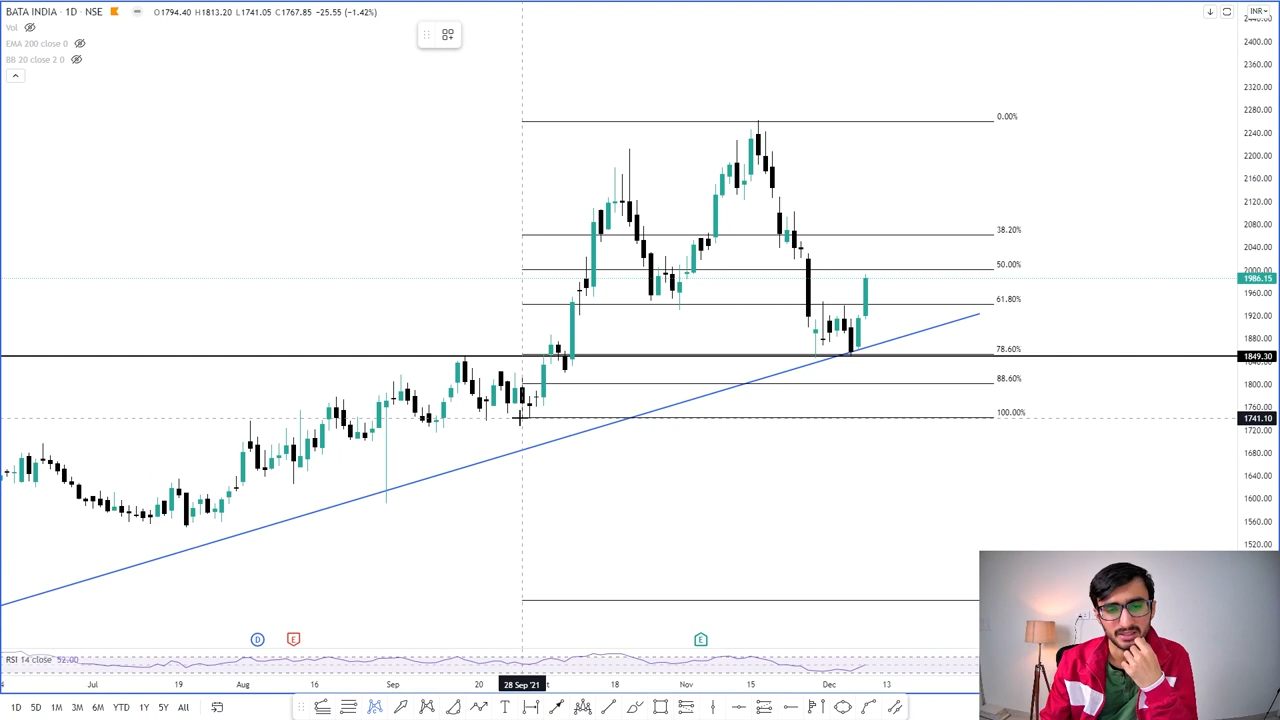 BATA INDIA · 1D · NSE O1794.40 H1813.20 L1741.05 C1767.85 -25.55 (-1.42%)
INR
Vol
EMA 200 close 0
BB 20 close 2 0
2400.00
2360.00
2320.00
2280.00
2240.00
2200.00
2160.00
2120.00
2080.00
2040.00
2000.00
1986.15
1960.00
1920.00
1880.00
1849.30
1800.00
1760.00
1741.10
1720.00
1680.00
1640.00
1600.00
1560.00
1520.00
0.00%
38.20%
50.00%
61.80%
78.60%
88.60%
100.00%
D
E
E
RSI 14 close 52.00
Jul 19 Aug 16 Sep 20 28 Sep '21 18 Nov 15 Dec 13
1D 5D 1M 3M 6M YTD 1Y 5Y All